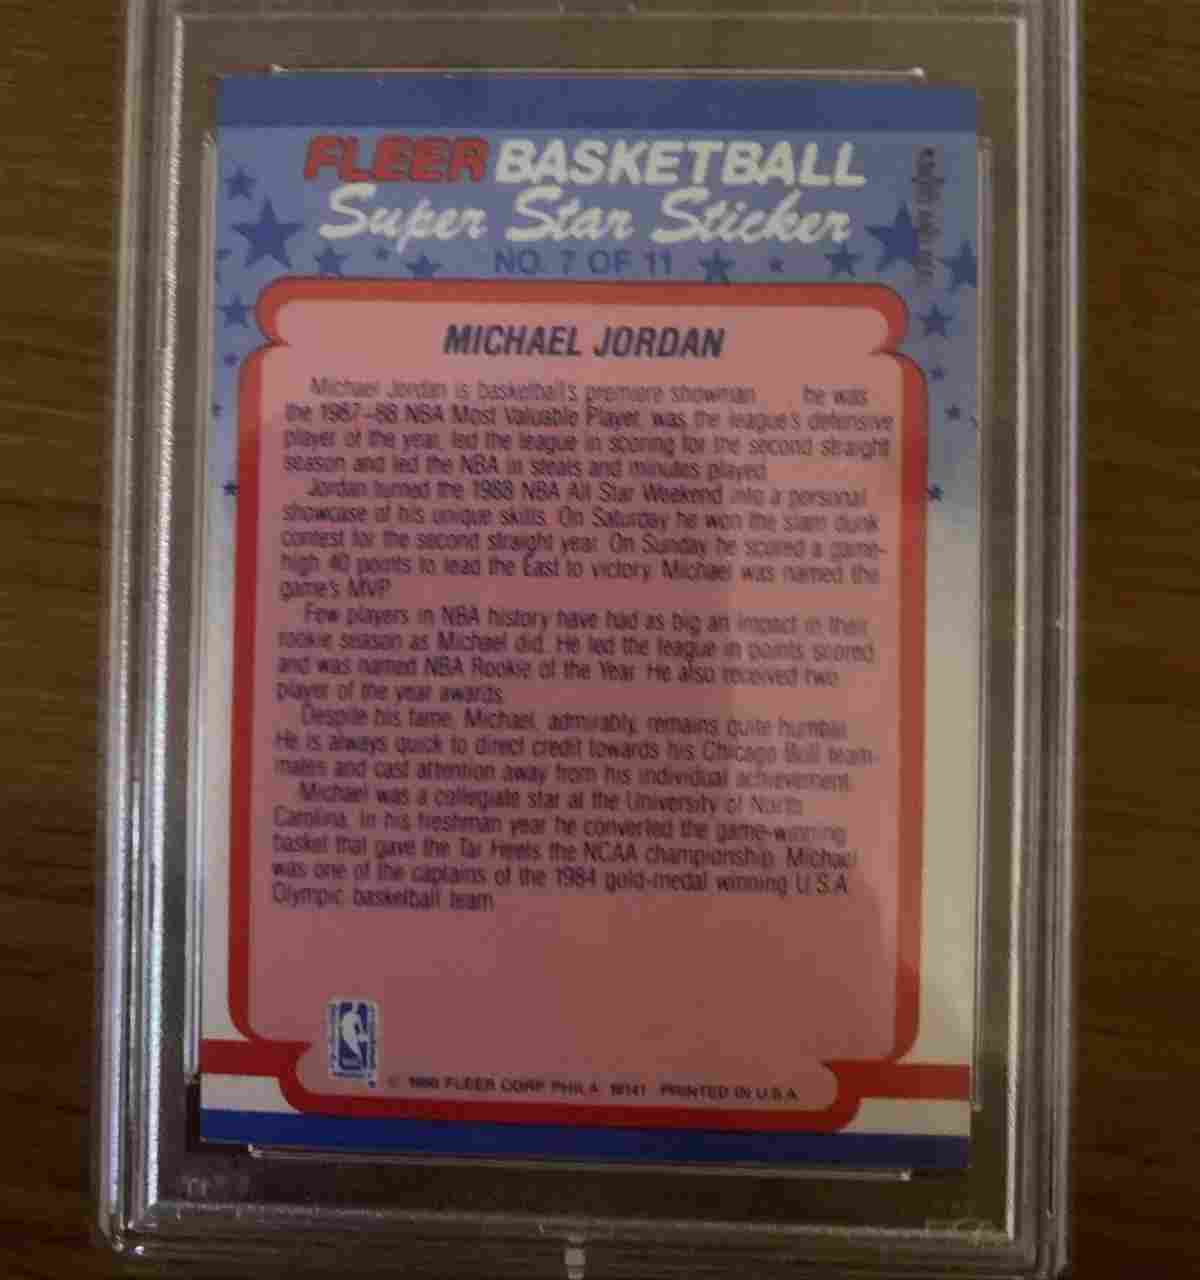 FLEER BASKETBALL
Super Star Sticker
NO. 7 OF 11
MICHAEL JORDAN
Michael Jordan is basketball's premiere showman he was
the 1987-88 NBA Most Valuable Player, was the league's defensive
player of the year, led the league in scoring for the second straight
season and led the NBA in steals and minutes played.
Jordan turned the 1988 NBA All Star Weekend into a personal
showcase of his unique skills. On Saturday he won the slam dunk
contest for the second straight year. On Sunday he scored a game-
high 40 points to lead the East to victory. Michael was named the
game's MVP.
Few players in NBA history have had as big an impact in their
rookie season as Michael did. He led the league in points scored
and was named NBA Rookie of the Year. He also received two
player of the year awards.
Despite his fame, Michael, admirably, remains quite humble.
He is always quick to direct credit towards his Chicago Bull team-
mates and cast attention away from his individual achievement.
Michael was a collegiate star at the University of North
Carolina. In his freshman year he converted the game-winning
basket that gave the Tar Heels the NCAA championship. Michael
was one of the captains of the 1984 gold-medal winning U.S.A.
Olympic basketball team.
© FLEER CORP. PHILA. 19141 PRINTED IN U.S.A.